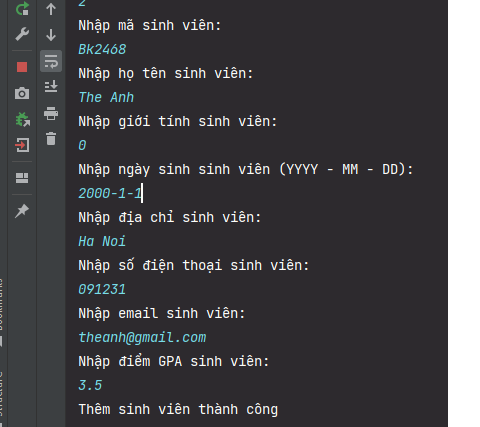 2
Nhập mã sinh viên:
Bk2468
Nhập họ tên sinh viên:
The Anh
Nhập giới tính sinh viên:
0
Nhập ngày sinh sinh viên (YYYY - MM - DD):
2000-1-1
Nhập địa chỉ sinh viên:
Ha Noi
Nhập số điện thoại sinh viên:
091231
Nhập email sinh viên:
theanh@gmail.com
Nhập điểm GPA sinh viên:
3.5
Thêm sinh viên thành công